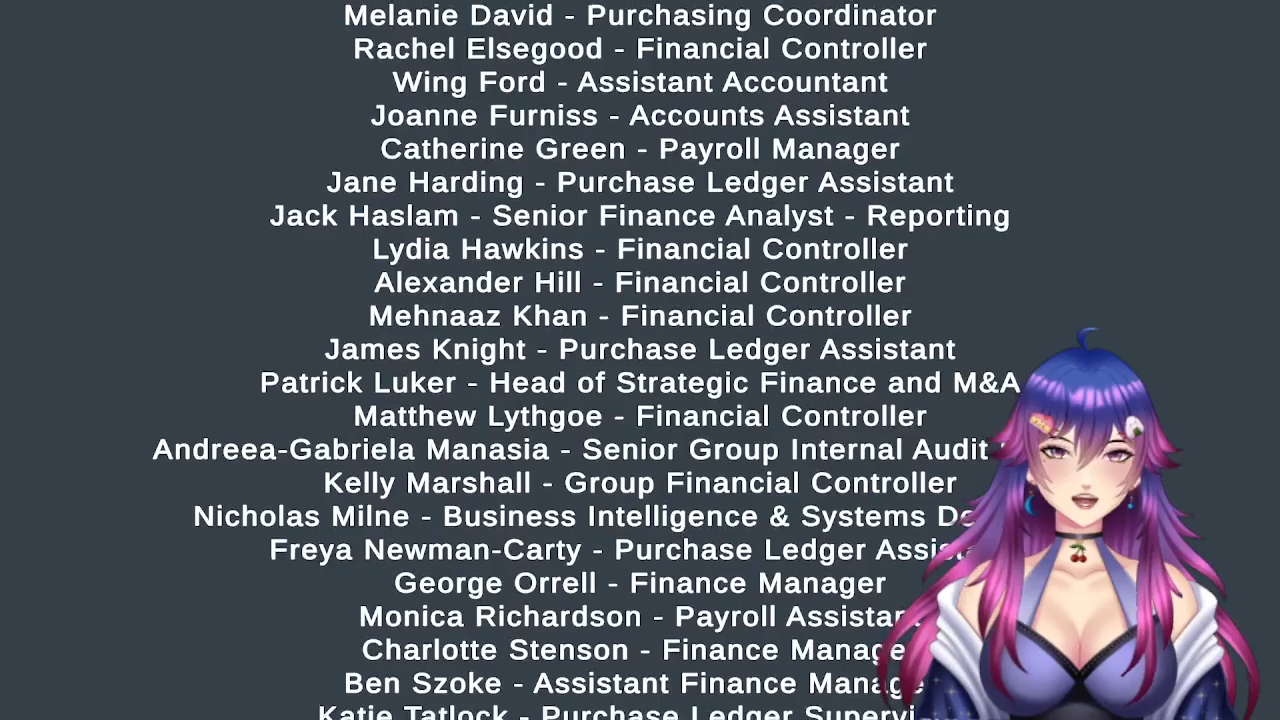 Melanie David - Purchasing Coordinator
Rachel Elsegood - Financial Controller
Wing Ford - Assistant Accountant
Joanne Furniss - Accounts Assistant
Catherine Green - Payroll Manager
Jane Harding - Purchase Ledger Assistant
Jack Haslam - Senior Finance Analyst - Reporting
Lydia Hawkins - Financial Controller
Alexander Hill - Financial Controller
Mehnaaz Khan - Financial Controller
James Knight - Purchase Ledger Assistant
Patrick Luker - Head of Strategic Finance and M&A
Matthew Lythgoe - Financial Controller
Andreea-Gabriela Manasia - Senior Group Internal Audit
Kelly Marshall - Group Financial Controller
Nicholas Milne - Business Intelligence & Systems
Freya Newman-Carty - Purchase Ledger
George Orrell - Finance Manager
Monica Richardson - Payroll Assistant
Charlotte Stenson - Finance Manager
Ben Szoke - Assistant Finance Manager
Katie Tatlock - Purchase Ledger